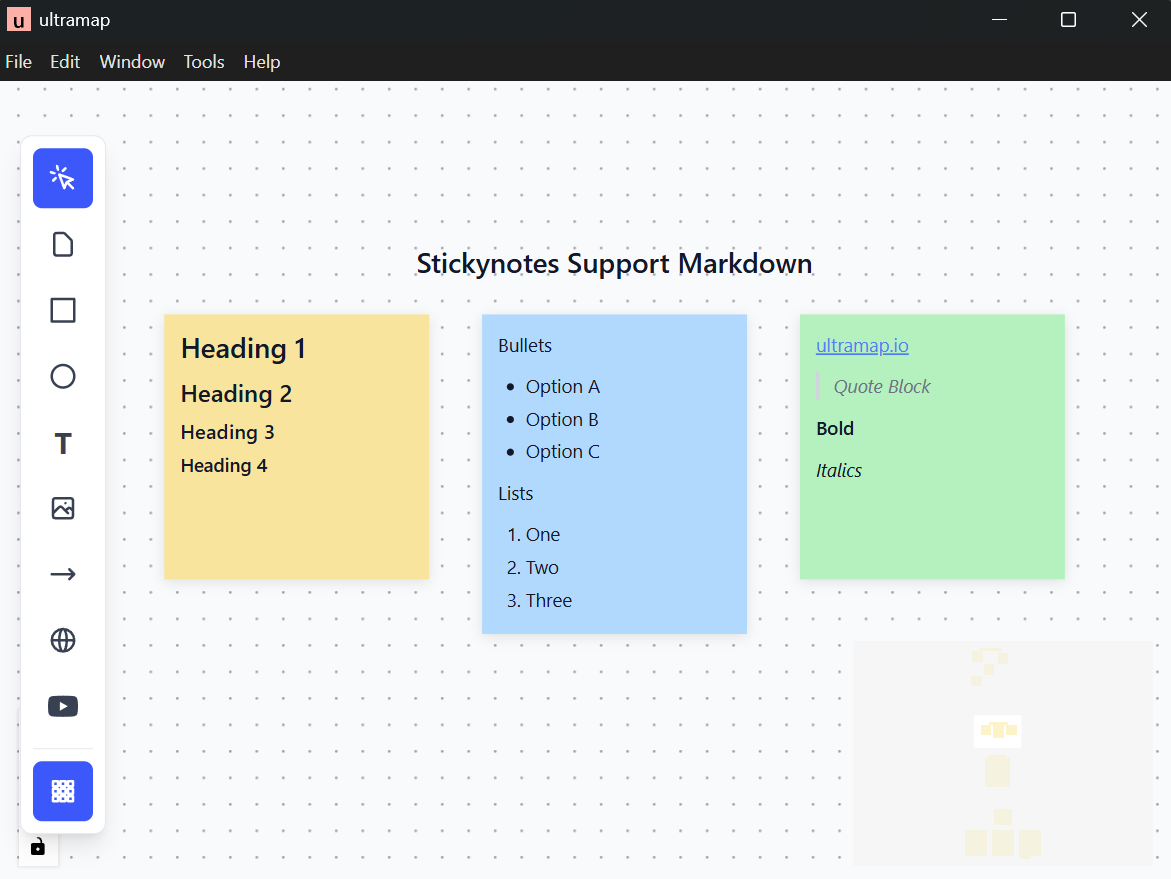 u ultramap
File Edit Window Tools Help
Stickynotes Support Markdown
Heading 1
Heading 2
Heading 3
Heading 4
Bullets
• Option A
• Option B
• Option C
Lists
1. One
2. Two
3. Three
ultramap.io
Quote Block
Bold
Italics
T